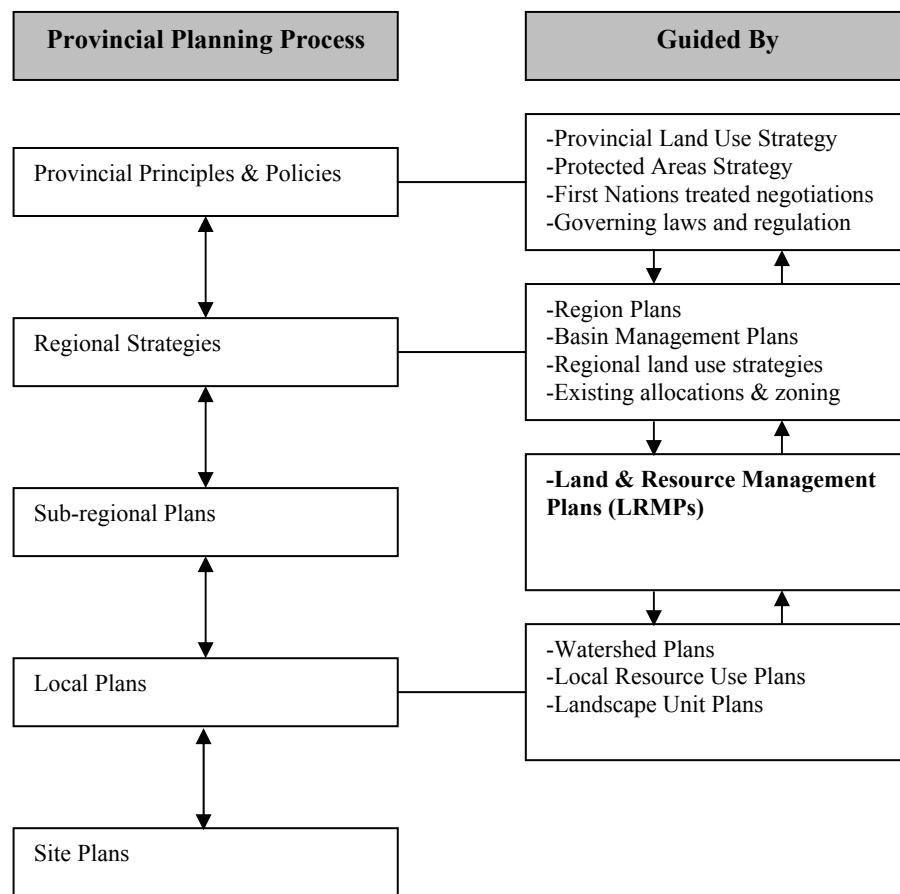 Provincial Planning Process
Guided By
Provincial Principles & Policies
-Provincial Land Use Strategy
-Protected Areas Strategy
-First Nations treated negotiations
-Governing laws and regulation
Regional Strategies
-Region Plans
-Basin Management Plans
-Regional land use strategies
-Existing allocations & zoning
Sub-regional Plans
-Land & Resource Management
Plans (LRMPs)
Local Plans
-Watershed Plans
-Local Resource Use Plans
-Landscape Unit Plans
Site Plans